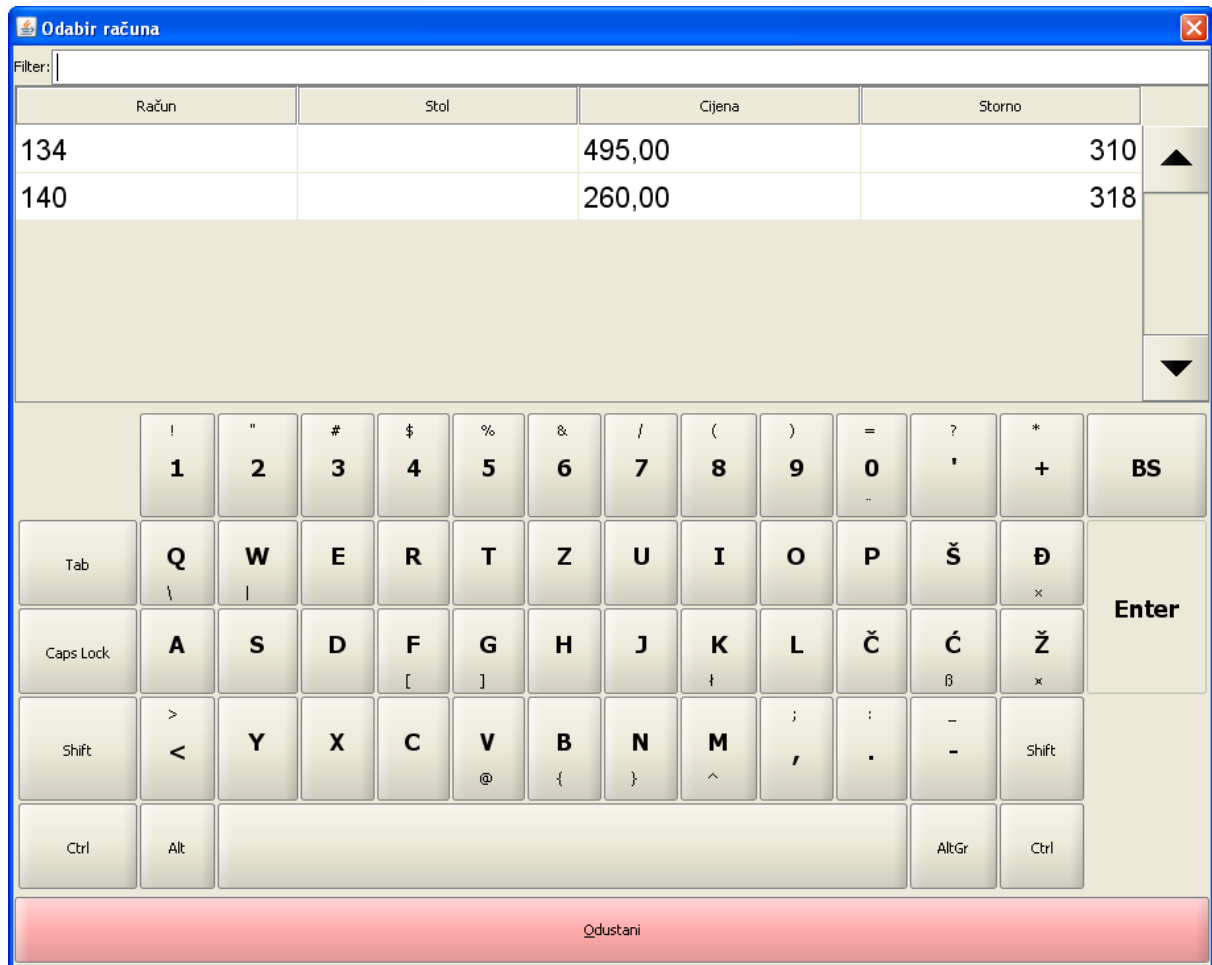 Odabir računa
Filter:
Račun Stol Cijena Storno
134 495,00 310
140 260,00 318
! " # $ % & / ( ) = ? *
1 2 3 4 5 6 7 8 9 0 ' + BS
¨
Tab Q W E R T Z U I O P Š Đ
\ | ×
Enter
Caps Lock A S D F G H J K L Č Ć Ž
[ ] ł ß ¤
> ; : _
Shift < Y X C V B N M , . - Shift
@ { } ^
Ctrl Alt AltGr Ctrl
Odustani